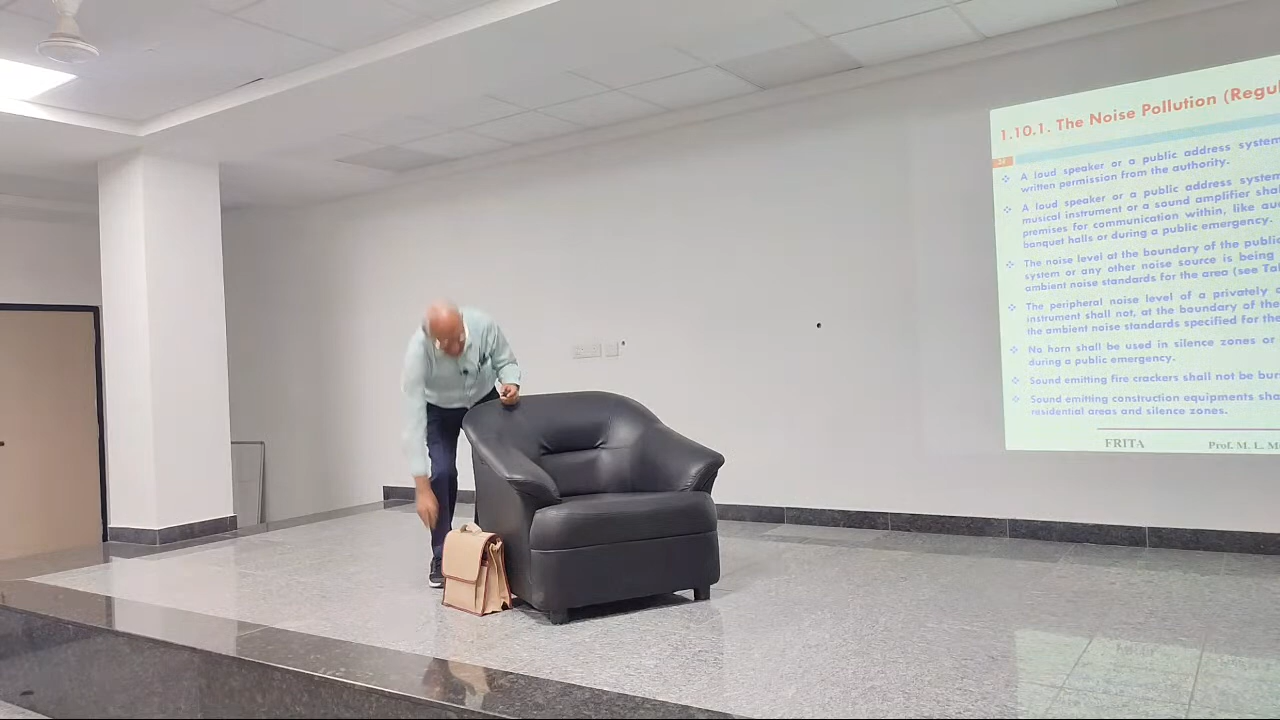 1.10.1. The Noise Pollution (Regul
24
A loud speaker or a public address system
written permission from the authority.
A loud speaker or a public address system
musical instrument or a sound amplifier shal
premises for communication within, like aud
banquet halls or during a public emergency.
The noise level at the boundary of the public
system or any other noise source is being
ambient noise standards for the area (see Tab
The peripheral noise level of a privately o
instrument shall not, at the boundary of the
the ambient noise standards specified for the
No horn shall be used in silence zones or
during a public emergency.
Sound emitting fire crackers shall not be burs
Sound emitting construction equipments sha
residential areas and silence zones.
FRITA Prof. M. L.